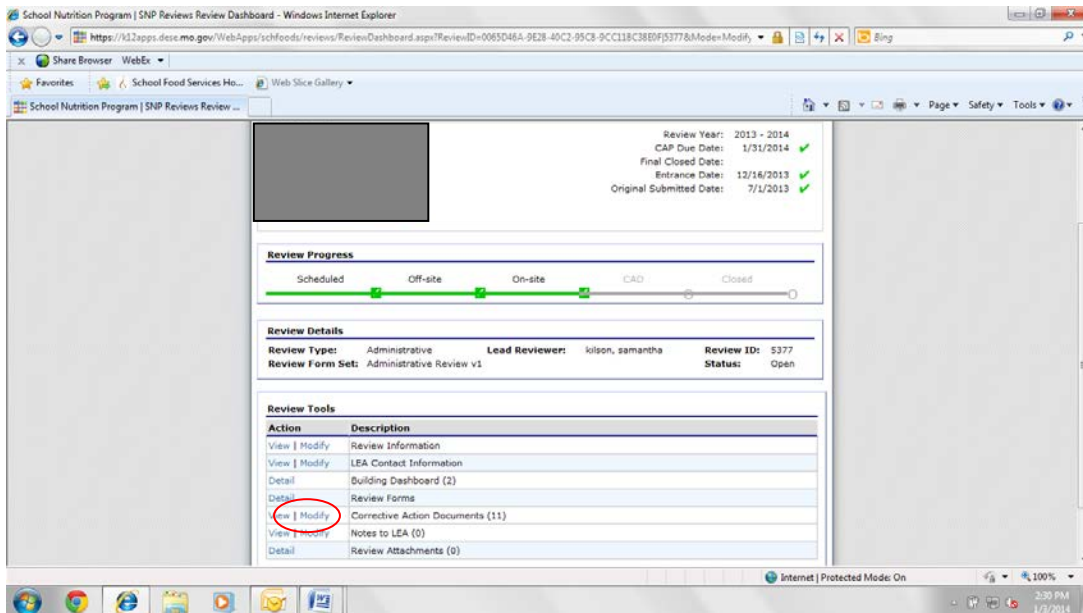 School Nutrition Program | SNP Reviews Review Dashboard - Windows Internet Explorer
https://k12apps.dese.mo.gov/WebApps/schfoods/reviews/ReviewDashboard.aspx?ReviewID=0065D46A-9E28-40C2-95C8-9CC118C38E0F|5377&Mode=Modify
Bing
x Share Browser WebEx
Favorites School Food Services Ho... Web Slice Gallery
School Nutrition Program | SNP Reviews Review ... Page Safety Tools
Review Year: 2013 - 2014
CAP Due Date: 1/31/2014
Final Closed Date:
Entrance Date: 12/16/2013
Original Submitted Date: 7/1/2013
Review Progress
Scheduled Off-site On-site CAD Closed
Review Details
Review Type: Administrative Lead Reviewer: kilson, samantha Review ID: 5377
Review Form Set: Administrative Review v1 Status: Open
Review Tools
Action Description
View | Modify Review Information
View | Modify LEA Contact Information
Detail Building Dashboard (2)
Detail Review Forms
View | Modify Corrective Action Documents (11)
View | Modify Notes to LEA (0)
Detail Review Attachments (0)
Internet | Protected Mode: On 100%
2:30 PM
1/3/2014